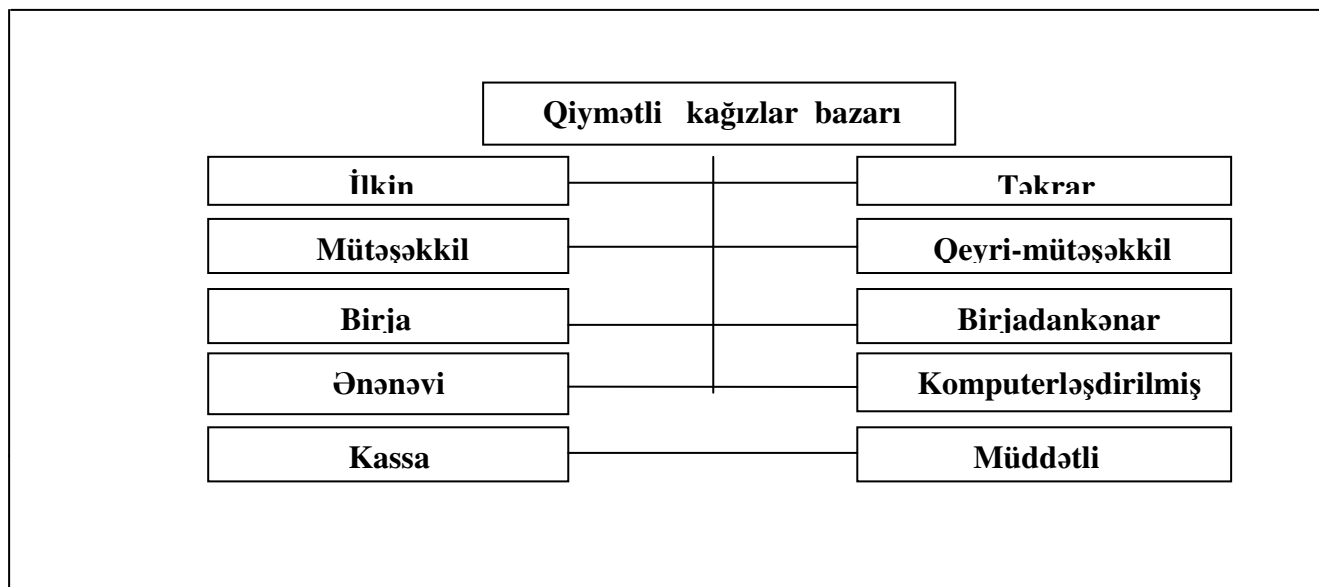 Qiymətli kağızlar bazarı
İlkin
Təkrar
Mütəşəkkil
Qeyri-mütəşəkkil
Birja
Birjadankənar
Ənənəvi
Komputerləşdirilmiş
Kassa
Müddətli